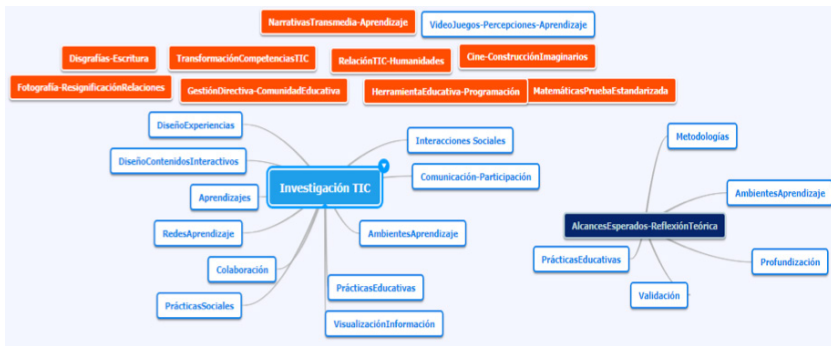 NarrativasTransmedia-Aprendizaje
VideoJuegos-Percepciones-Aprendizaje
Disgrafías-Escritura
TransformaciónCompetenciasTIC
RelaciónTIC-Humanidades
Cine-ConstrucciónImaginarios
Fotografía-ResignificaciónRelaciones
GestiónDirectiva-ComunidadEducativa
HerramientaEducativa-Programación
MatemáticasPruebaEstandarizada
DiseñoExperiencias
DiseñoContenidosInteractivos
Aprendizajes
RedesAprendizaje
Colaboración
PrácticasSociales
Investigación TIC
Interacciones Sociales
Comunicación-Participación
AmbientesAprendizaje
PrácticasEducativas
VisualizaciónInformación
Metodologías
AmbientesAprendizaje
AlcancesEsperados-ReflexiónTeórica
PrácticasEducativas
Profundización
Validación